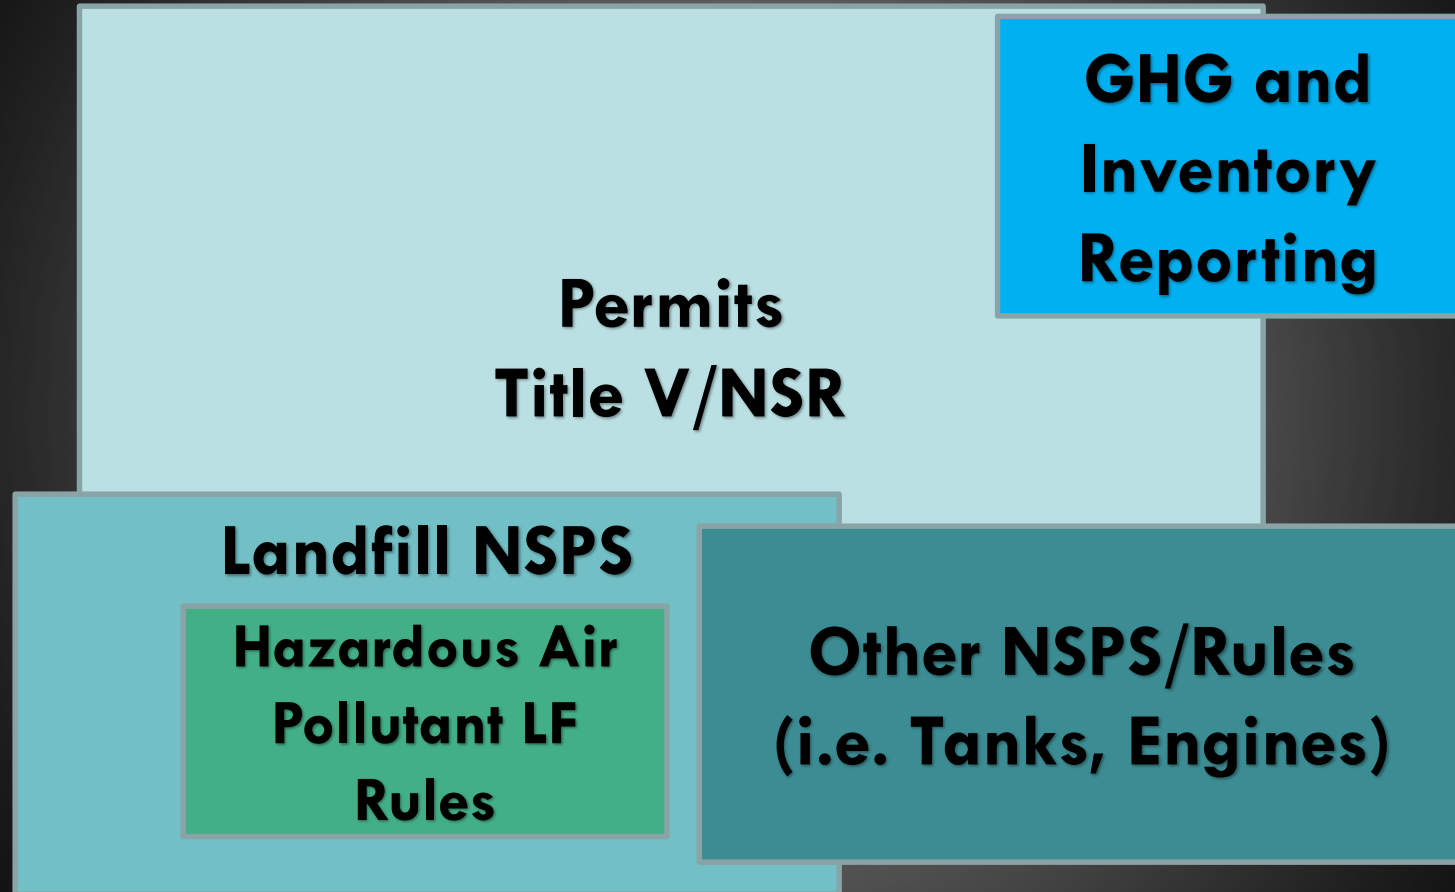 GHG and
Inventory
Reporting
Permits
Title V/NSR
Landfill NSPS
Hazardous Air
Pollutant LF
Rules
Other NSPS/Rules
(i.e. Tanks, Engines)